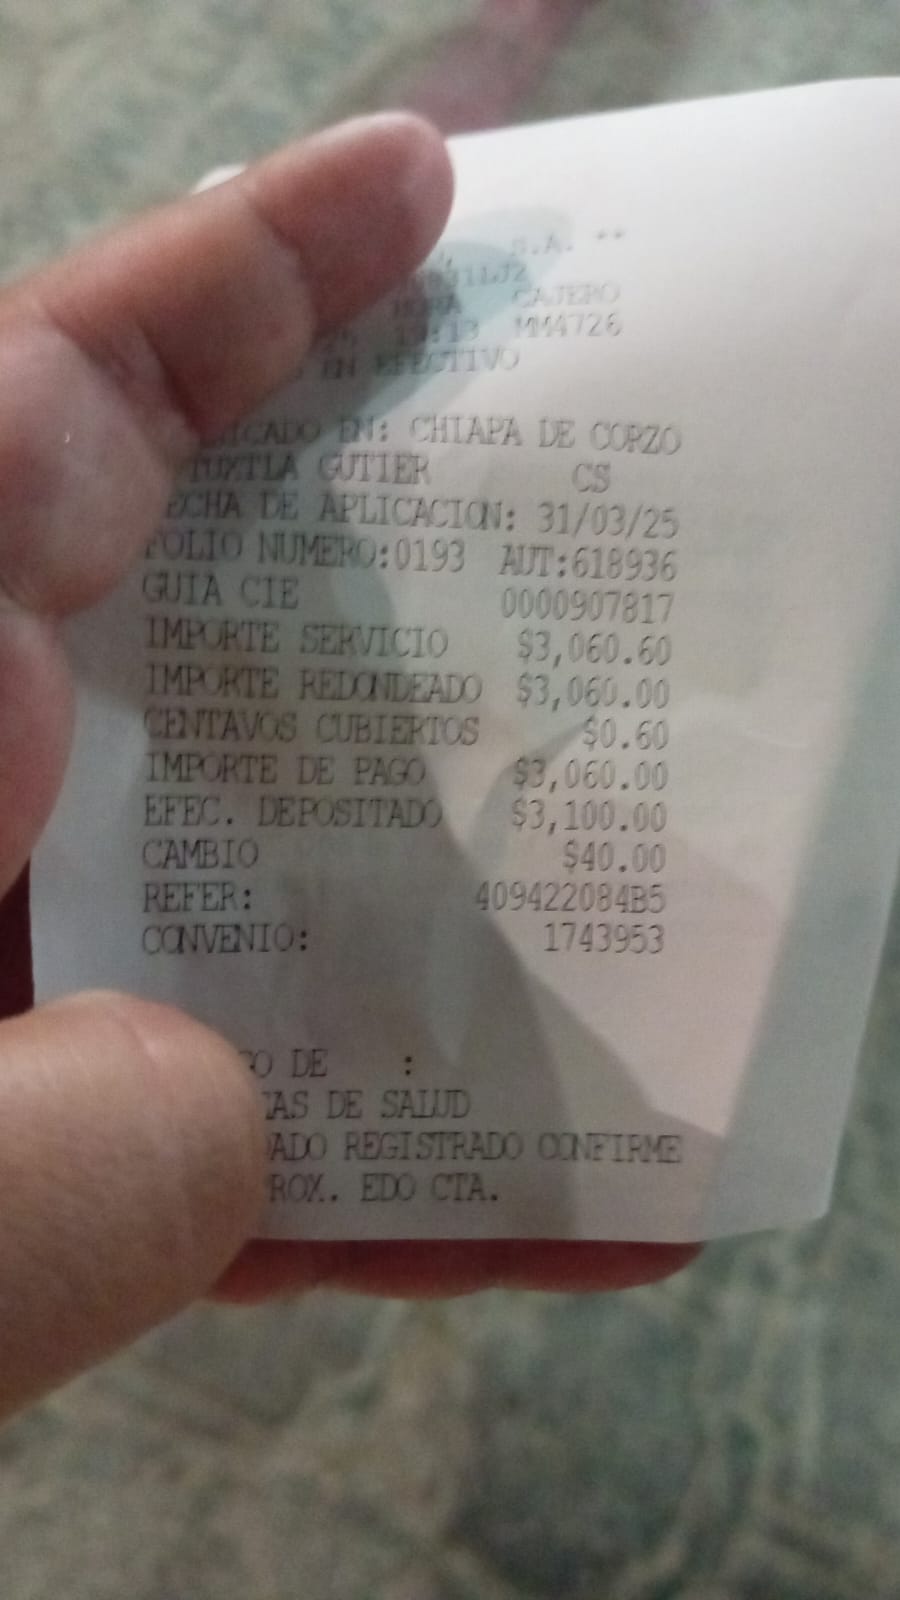 S.A. **
HORA CAJERO
MM4726
EN EFECTIVO
EN: CHIAPA DE CORZO
TUXTLA GUTIER CS
FECHA DE APLICACION: 31/03/25
FOLIO NUMERO:0193 AUT:618936
GUIA CIE 0000907817
IMPORTE SERVICIO $3,060.60
IMPORTE REDONDEADO $3,060.00
CENTAVOS CUBIERTOS $0.60
IMPORTE DE PAGO $3,060.00
EFEC. DEPOSITADO $3,100.00
CAMBIO $40.00
REFER: 409422084B5
CONVENIO: 1743953
DE :
DE SALUD
REGISTRADO CONFIRME
EDO CTA.